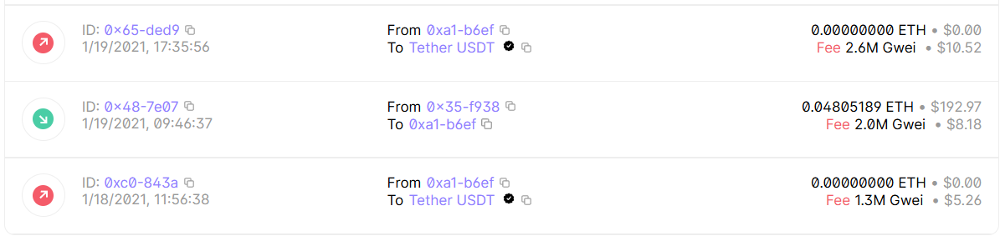 ID: 0x65-ded9
1/19/2021, 17:35:56
From 0xa1-b6ef
To Tether USDT
0.00000000 ETH • $0.00
Fee 2.6M Gwei • $10.52
ID: 0x48-7e07
1/19/2021, 09:46:37
From 0x35-f938
To 0xa1-b6ef
0.04805189 ETH • $192.97
Fee 2.0M Gwei • $8.18
ID: 0xc0-843a
1/18/2021, 11:56:38
From 0xa1-b6ef
To Tether USDT
0.00000000 ETH • $0.00
Fee 1.3M Gwei • $5.26